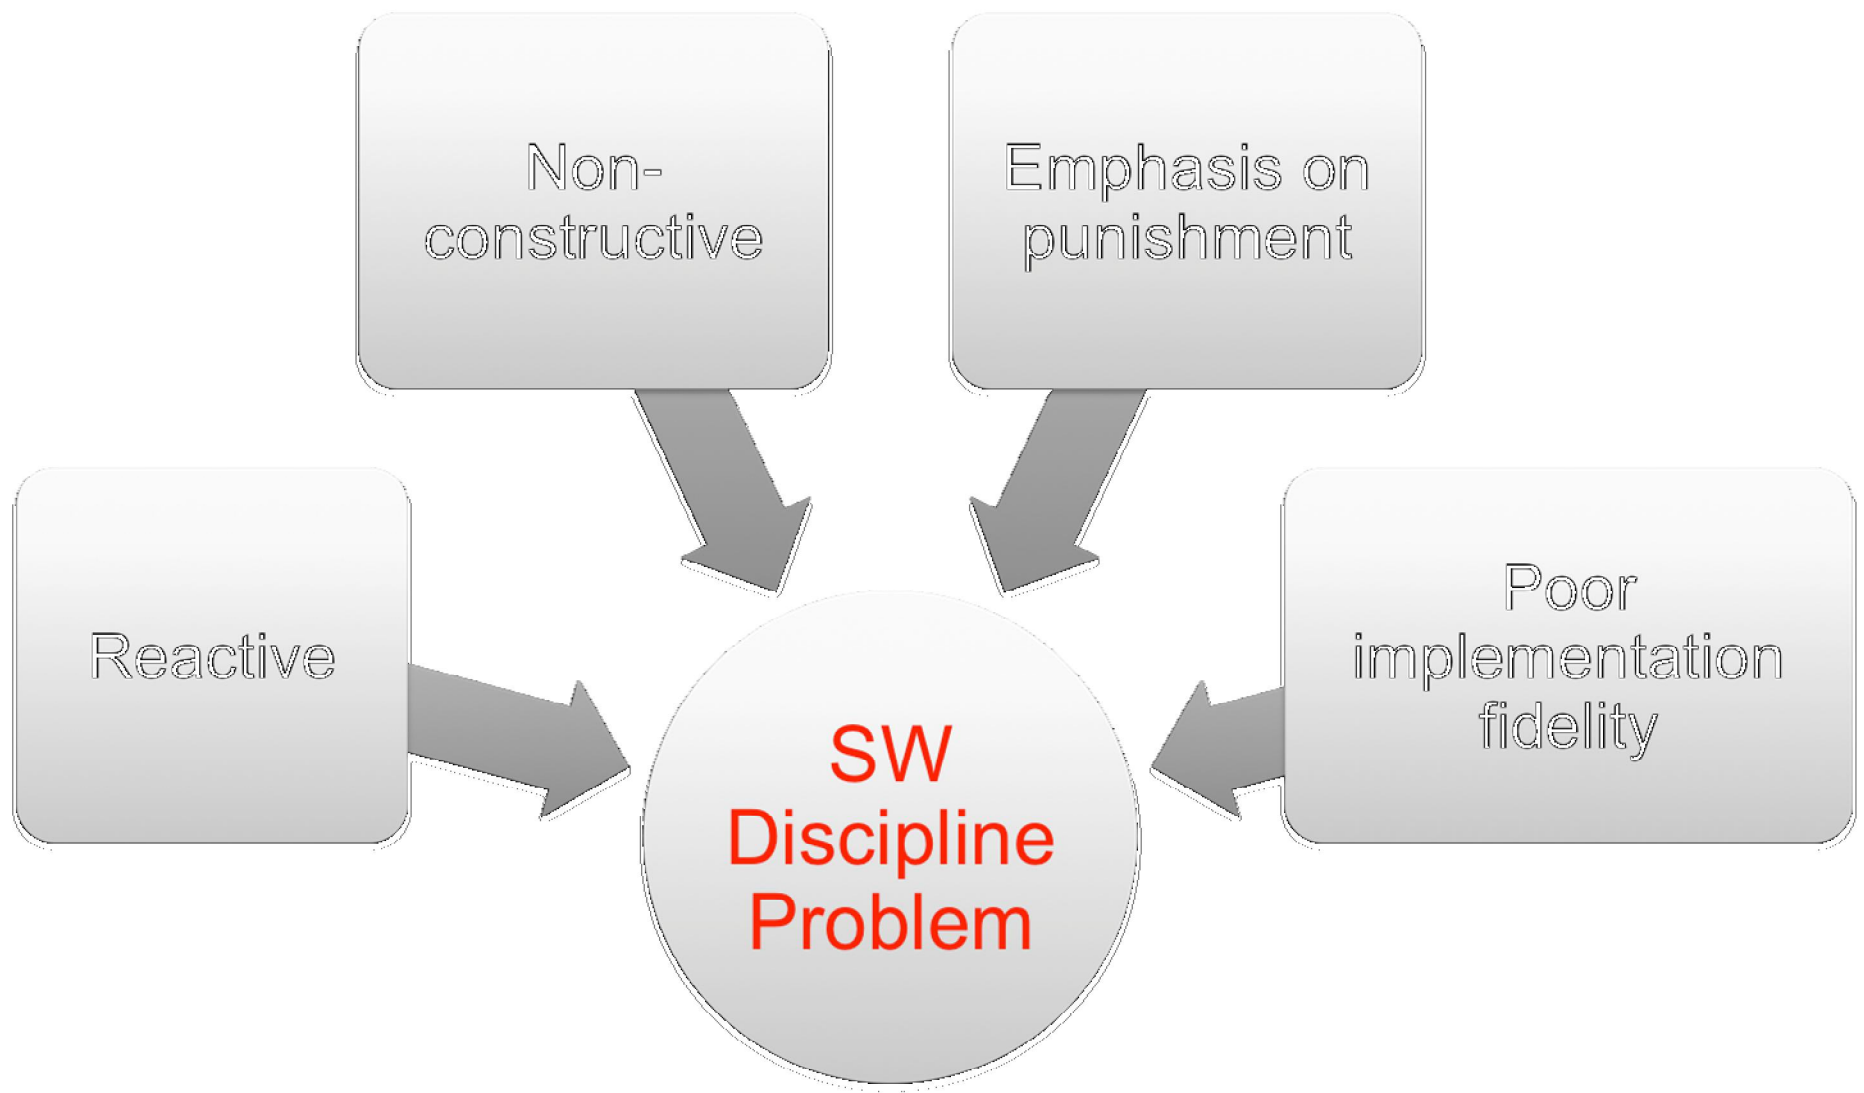 Non-
constructive
Emphasis on
punishment
Reactive
Poor
implementation
fidelity
SW
Discipline
Problem